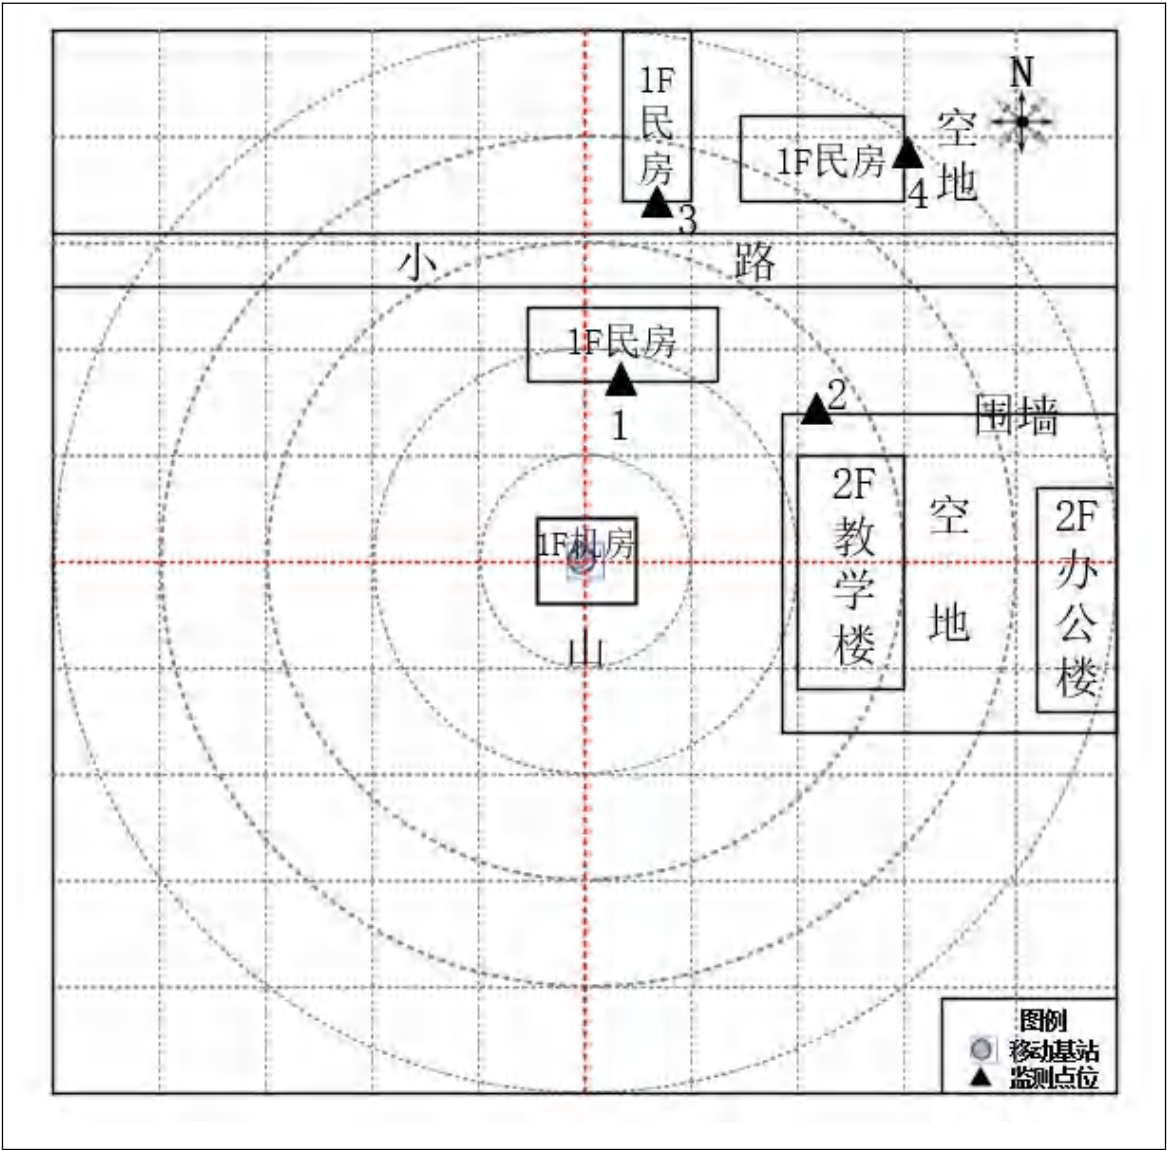 N
1F
民
房
空
地
1F民房
4
3
小路
1F民房
1
2
围墙
1F机房
山
2F
教
学
楼
空
地
2F
办
公
楼
图例
移动基站
监测点位